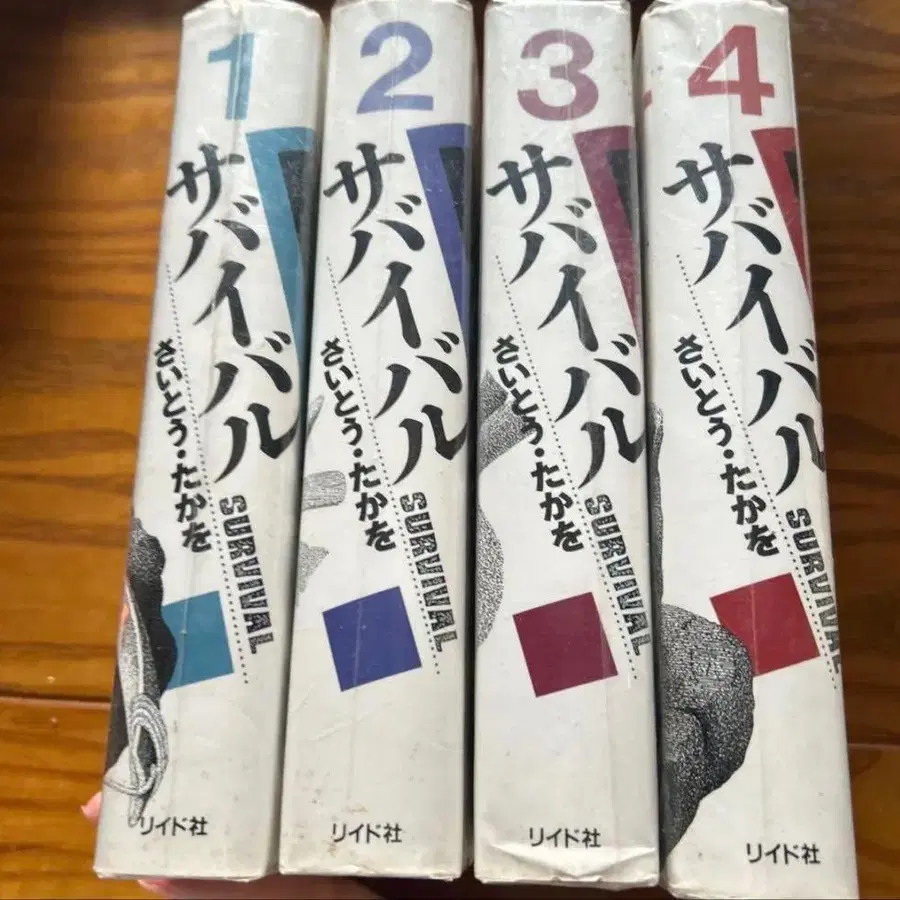 1
サバイバル
さいとう・たかを
SURVIVAL
リイド社
2
サバイバル
さいとう・たかを
SURVIVAL
リイド社
3
サバイバル
さいとう・たかを
SURVIVAL
リイド社
4
サバイバル
さいとう・たかを
SURVIVAL
リイド社